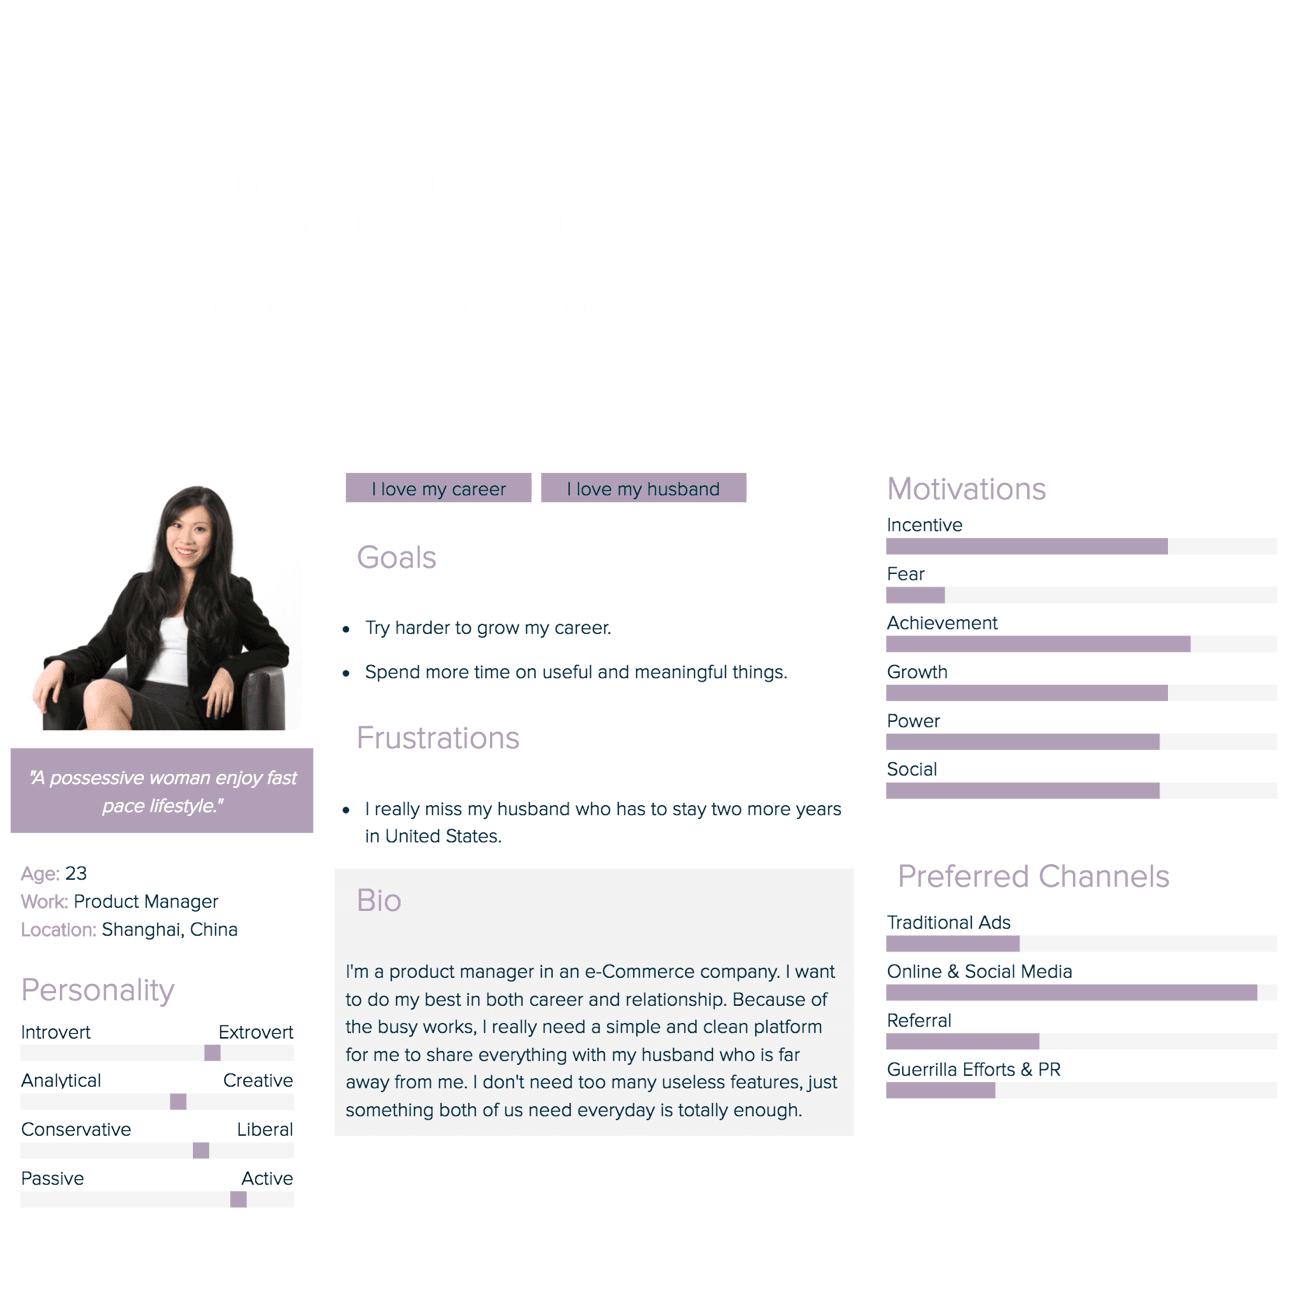 I love my career
I love my husband
Goals
• Try harder to grow my career.
• Spend more time on useful and meaningful things.
Frustrations
• I really miss my husband who has to stay two more years
in United States.
Bio
I'm a product manager in an e-Commerce company. I want
to do my best in both career and relationship. Because of
the busy works, I really need a simple and clean platform
for me to share everything with my husband who is far
away from me. I don't need too many useless features, just
something both of us need everyday is totally enough.
"A possessive woman enjoy fast
pace lifestyle."
Age: 23
Work: Product Manager
Location: Shanghai, China
Personality
Introvert Extrovert
Analytical Creative
Conservative Liberal
Passive Active
Motivations
Incentive
Fear
Achievement
Growth
Power
Social
Preferred Channels
Traditional Ads
Online & Social Media
Referral
Guerrilla Efforts & PR